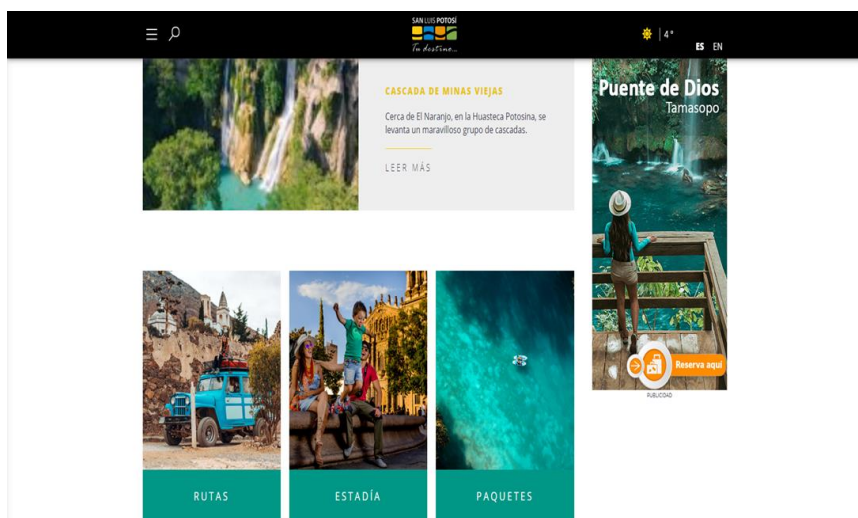 SAN LUIS POTOSÍ
Tu destino...
4°
ES EN
CASCADA DE MINAS VIEJAS
Cerca de El Naranjo, en la Huasteca Potosina, se
levanta un maravilloso grupo de cascadas.
LEER MÁS
Puente de Dios
Tamasopo
Reserva aquí
PUBLICIDAD
RUTAS
ESTADÍA
PAQUETES